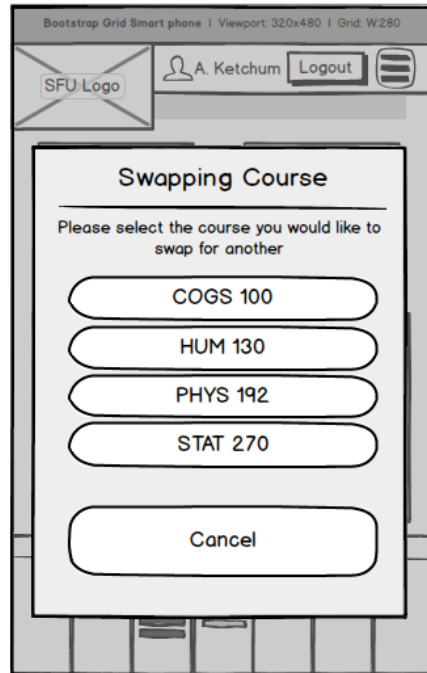 Bootstrap Grid Smart phone | Viewport: 320x480 | Grid: W:280
SFU Logo
A. Ketchum
Logout
Swapping Course
Please select the course you would like to
swap for another
COGS 100
HUM 130
PHYS 192
STAT 270
Cancel